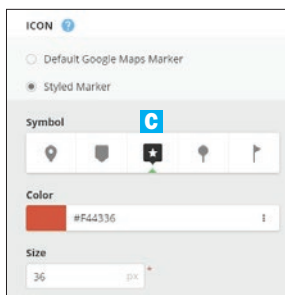 ICON ?
Default Google Maps Marker
Styled Marker
C
Symbol
Color
#F44336
Size
36 px *